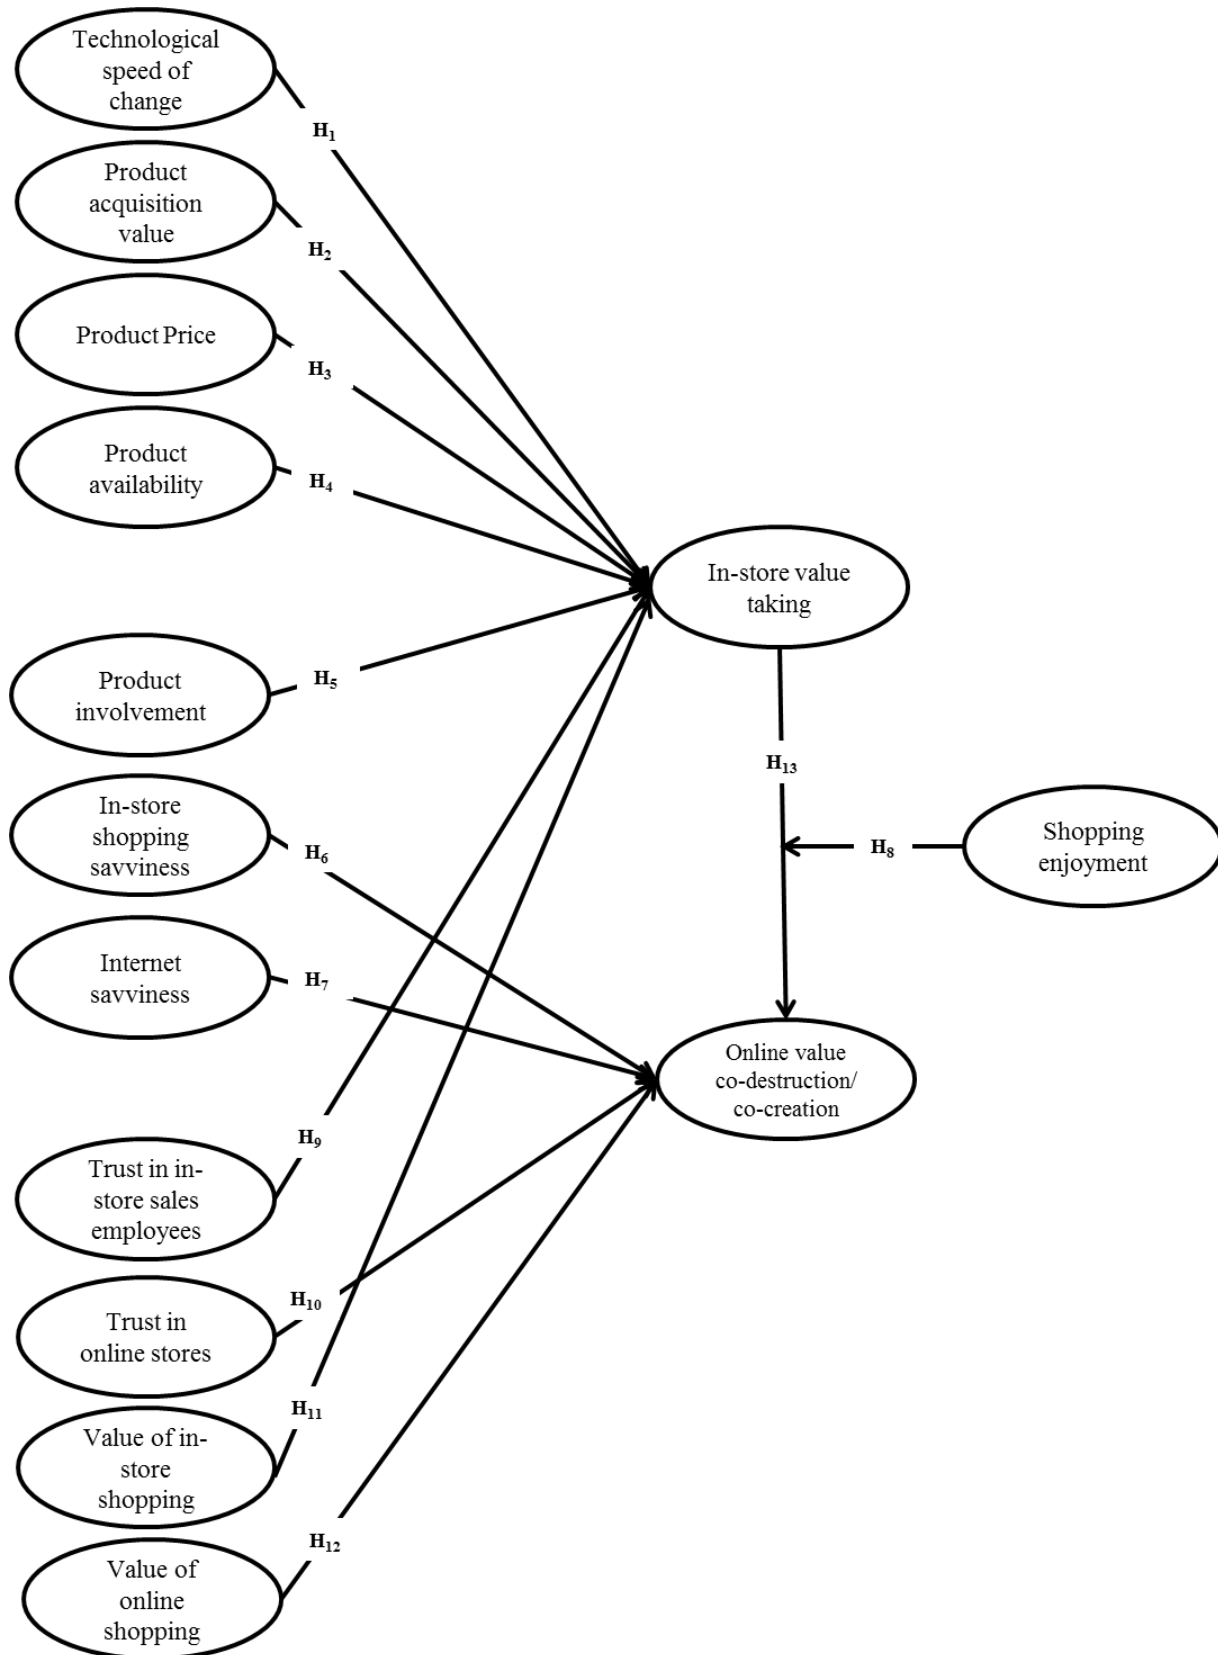 Technological
speed of
change
H₁
Product
acquisition
value
H₂
Product Price
H₃
Product
availability
H₄
In-store value
taking
Product
involvement
H₅
H₁₃
In-store
shopping
savviness
H₆
H₈
Shopping
enjoyment
Internet
savviness
H₇
Online value
co-destruction/
co-creation
H₉
Trust in in-
store sales
employees
H₁₀
Trust in
online stores
H₁₁
Value of in-
store
shopping
H₁₂
Value of
online
shopping